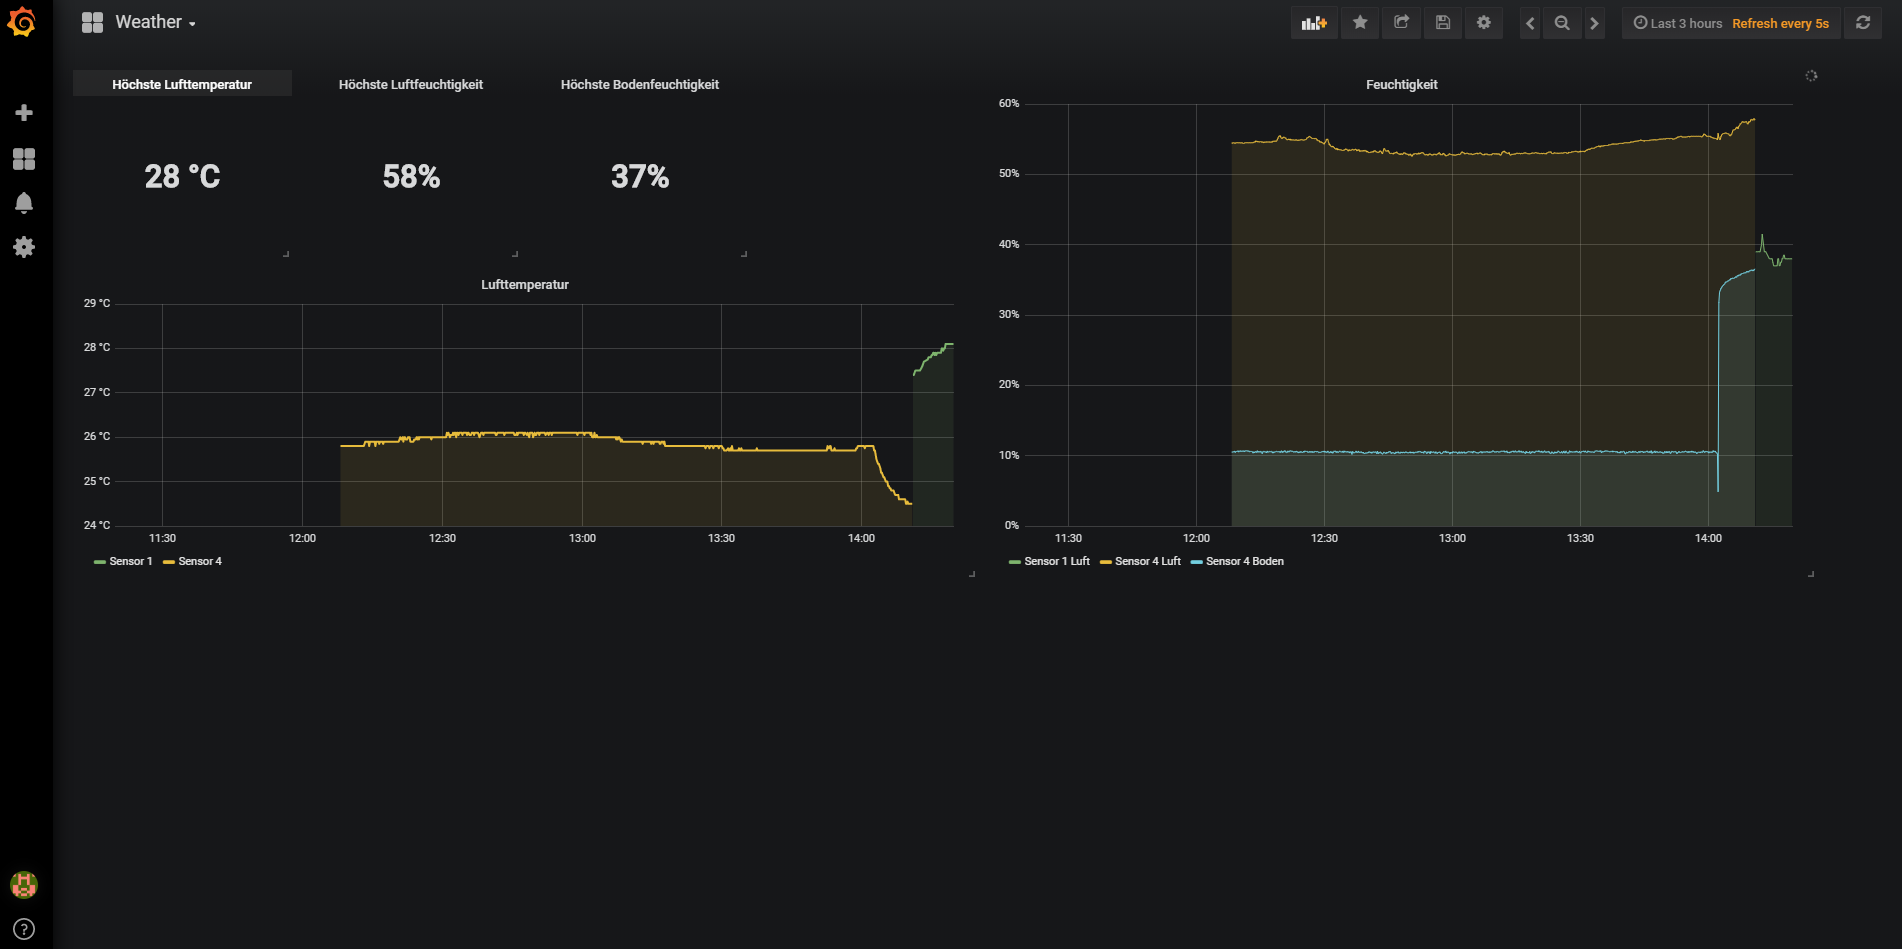 Weather
Last 3 hours Refresh every 5s
Höchste Lufttemperatur
28 °C
Höchste Luftfeuchtigkeit
58%
Höchste Bodenfeuchtigkeit
37%
Lufttemperatur
29 °C
28 °C
27 °C
26 °C
25 °C
24 °C
11:30 12:00 12:30 13:00 13:30 14:00
Sensor 1 Sensor 4
Feuchtigkeit
60%
50%
40%
30%
20%
10%
0%
11:30 12:00 12:30 13:00 13:30 14:00
Sensor 1 Luft Sensor 4 Luft Sensor 4 Boden
?